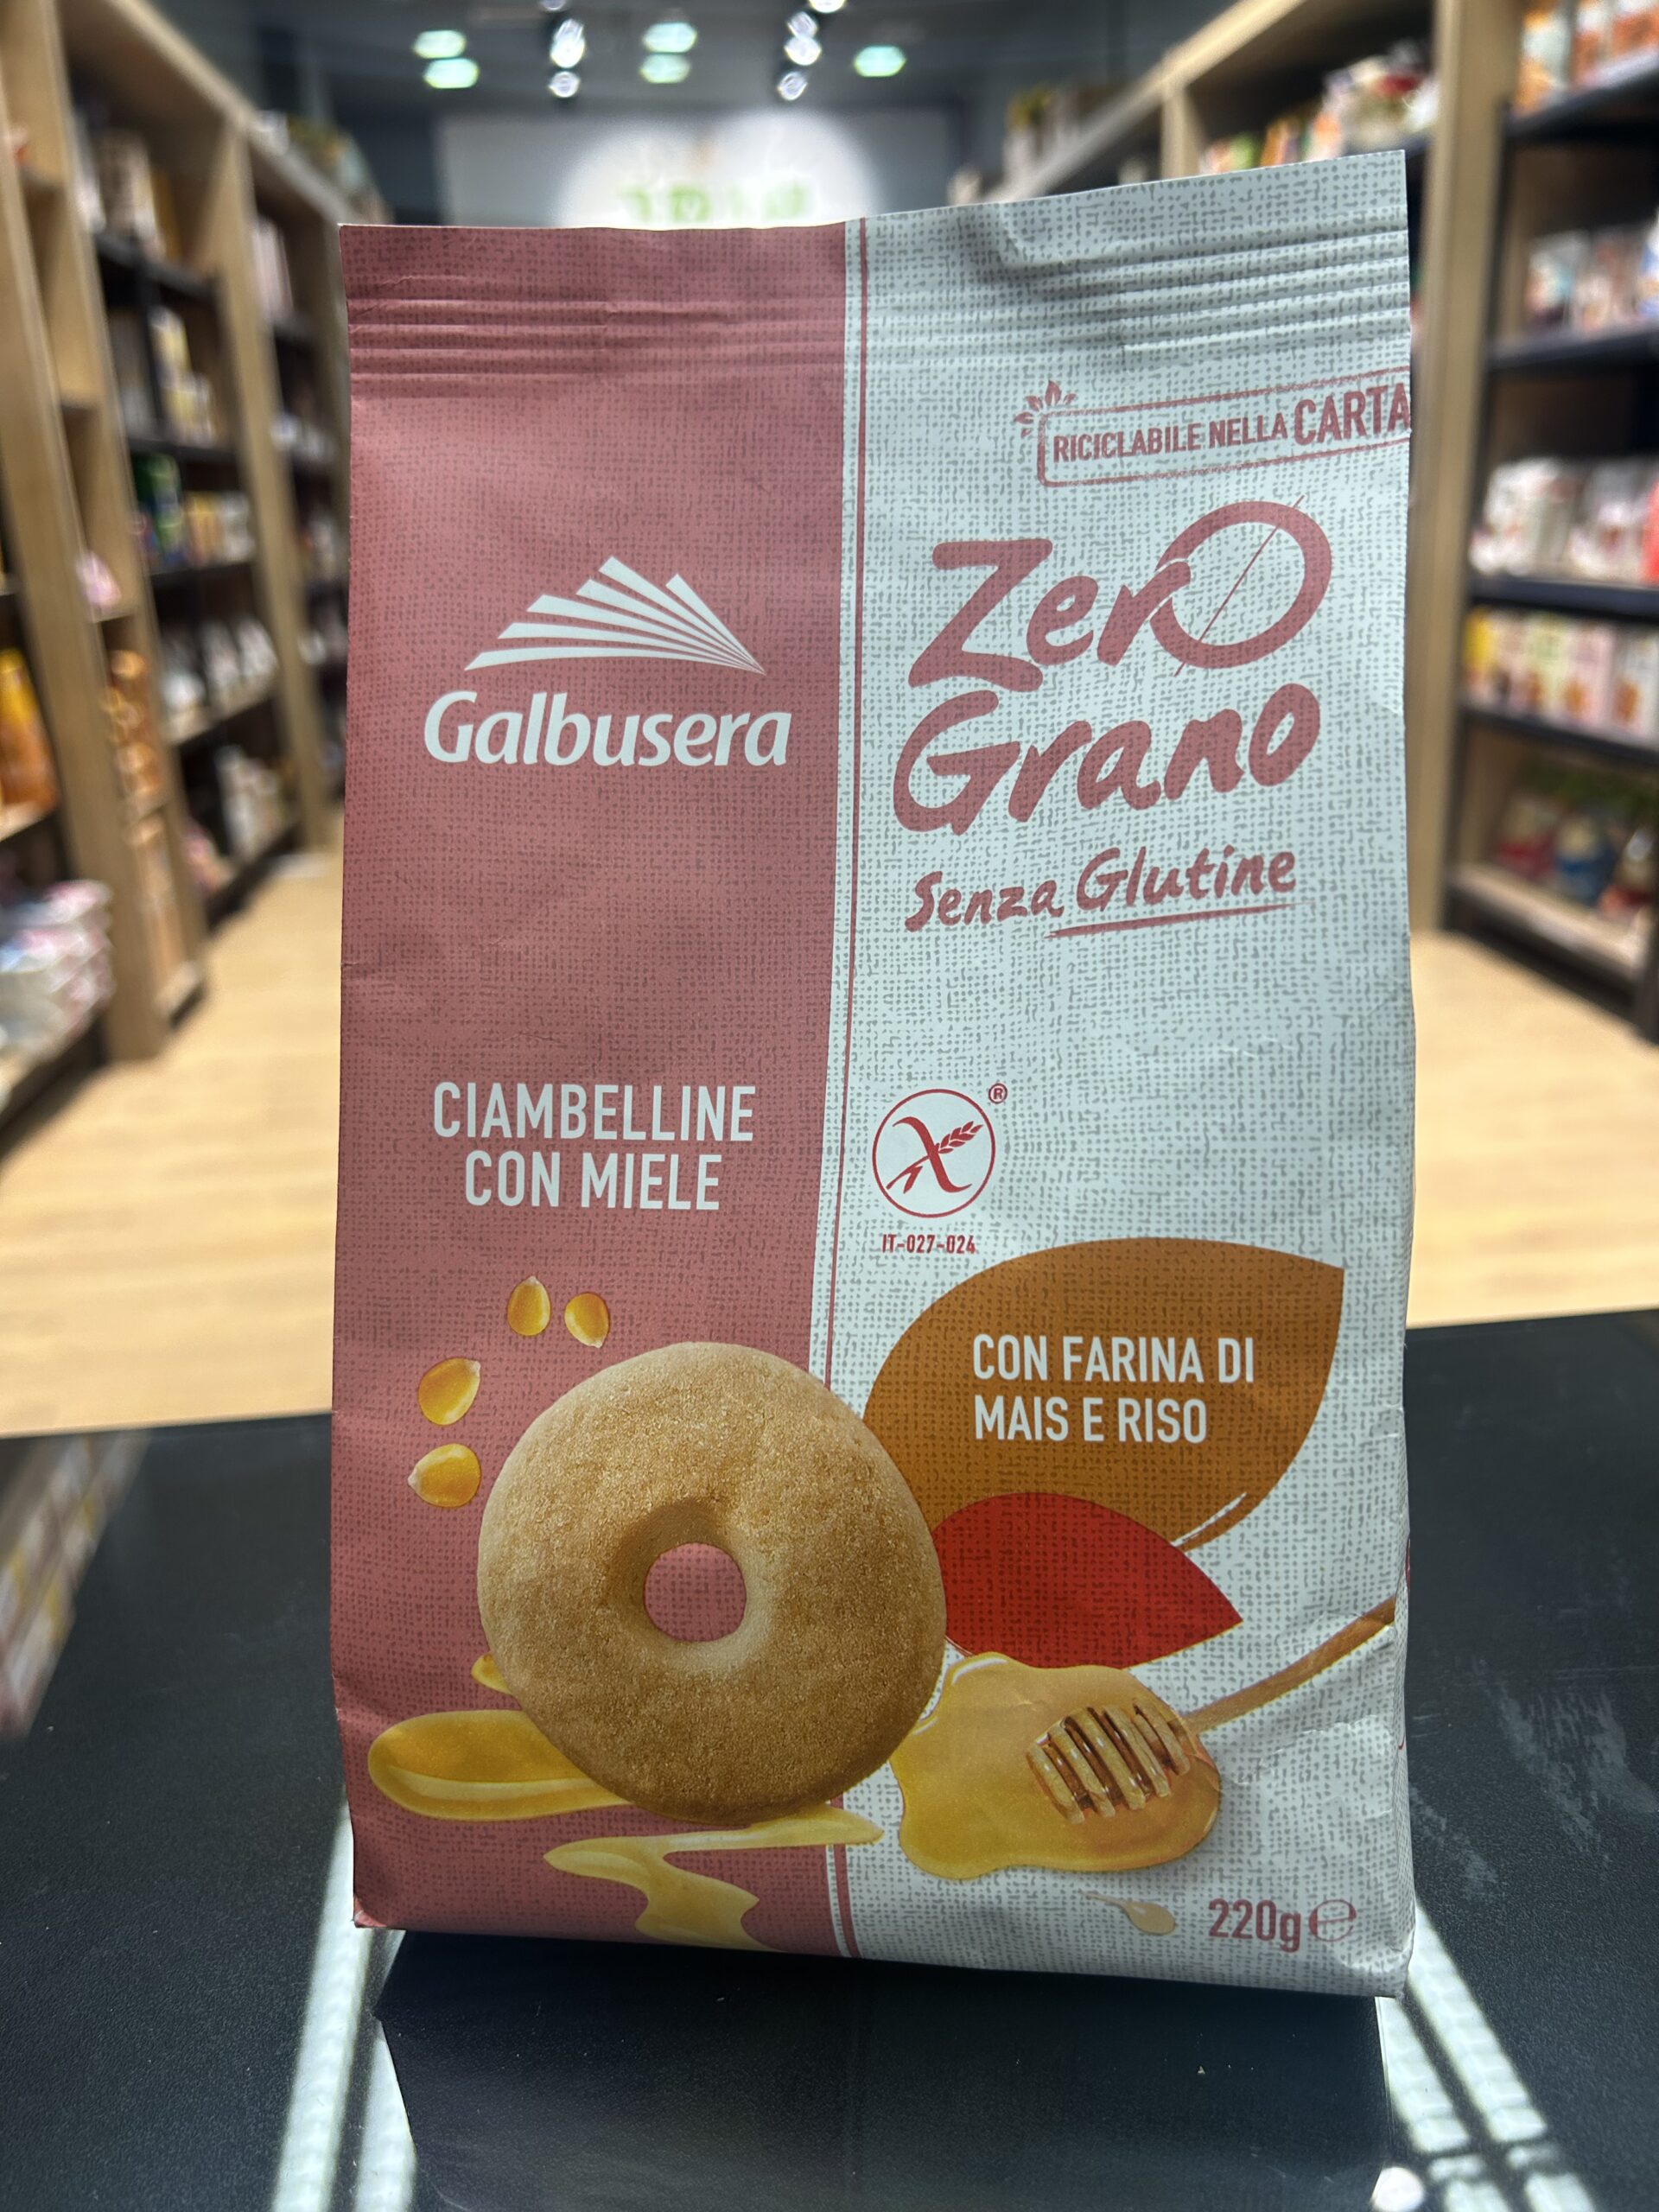 RICICLABILE NELLA CARTA
Galbusera
Zero
Grano
Senza Glutine
CIAMBELLINE
CON MIELE
®
IT-027-024
CON FARINA DI
MAIS E RISO
220g ℮